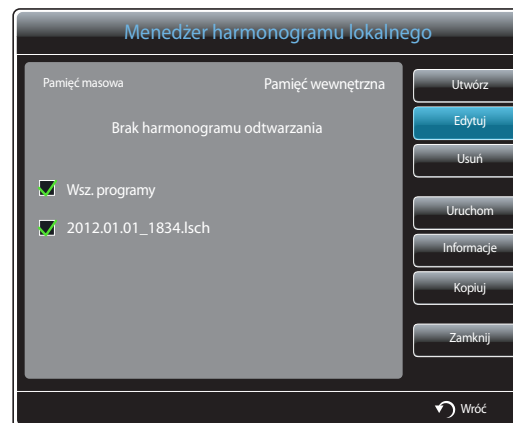 Menedżer harmonogramu lokalnego
Pamięć masowa Pamięć wewnętrzna
Brak harmonogramu odtwarzania
Wsz. programy
2012.01.01_1834.lsch
Utwórz
Edytuj
Usuń
Uruchom
Informacje
Kopiuj
Zamknij
Wróć